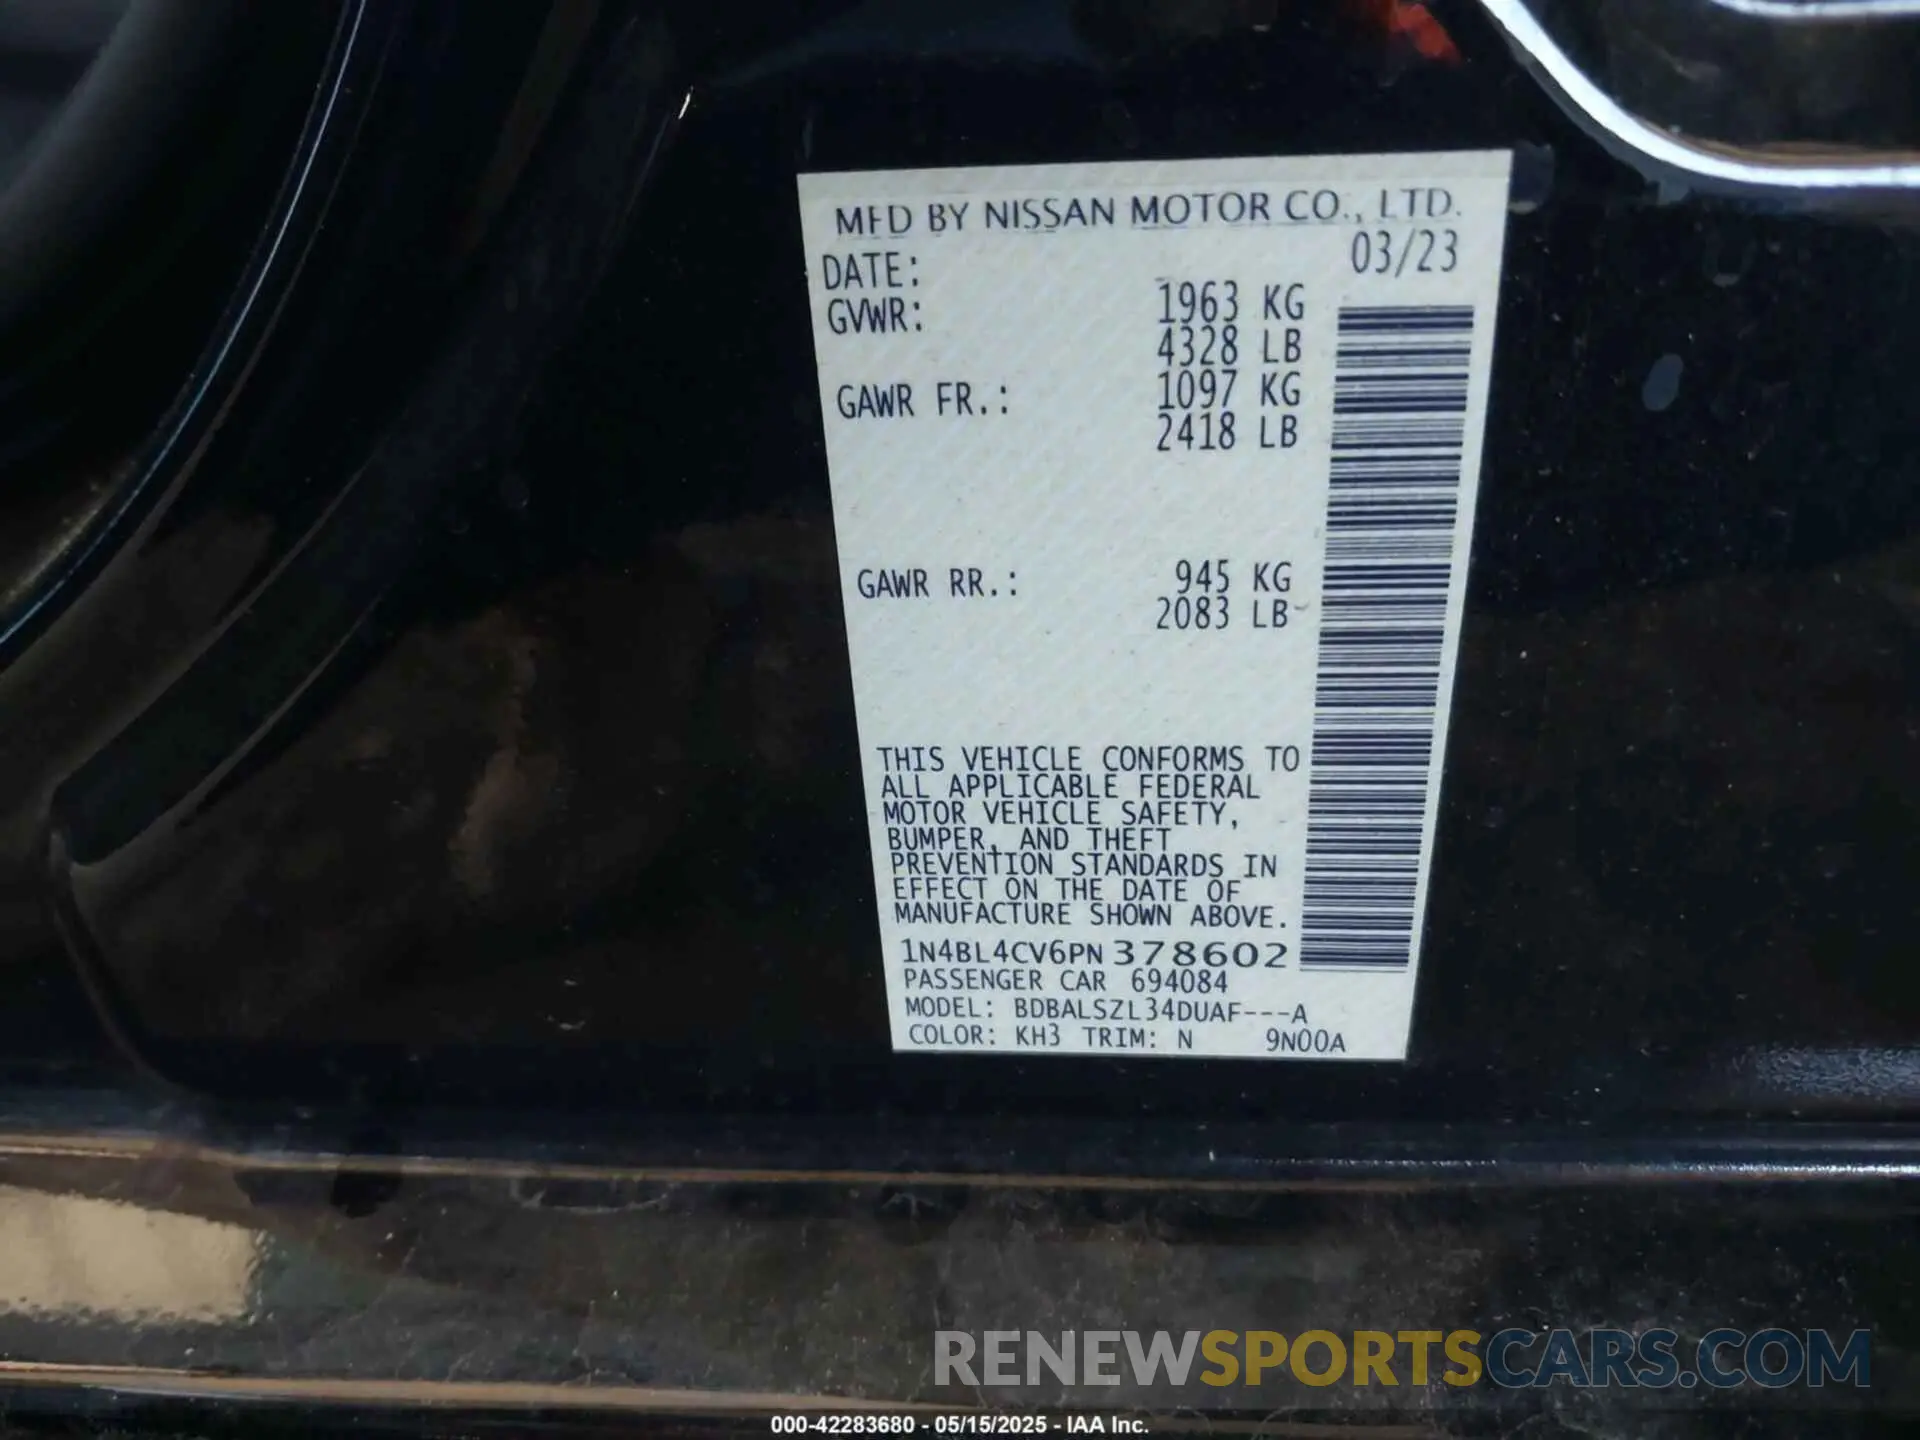 MFD BY NISSAN MOTOR CO., LTD.
DATE: 03/23
GVWR: 1963 KG
4328 LB
GAWR FR.: 1097 KG
2418 LB
GAWR RR.: 945 KG
2083 LB
THIS VEHICLE CONFORMS TO
ALL APPLICABLE FEDERAL
MOTOR VEHICLE SAFETY,
BUMPER, AND THEFT
PREVENTION STANDARDS IN
EFFECT ON THE DATE OF
MANUFACTURE SHOWN ABOVE.
1N4BL4CV6PN378602
PASSENGER CAR 694084
MODEL: BDBALSZL34DUAF---A
COLOR: KH3 TRIM: N 9N00A
RENEWSPORTSCARS.COM
000-42283680 - 05/15/2025 - IAA Inc.